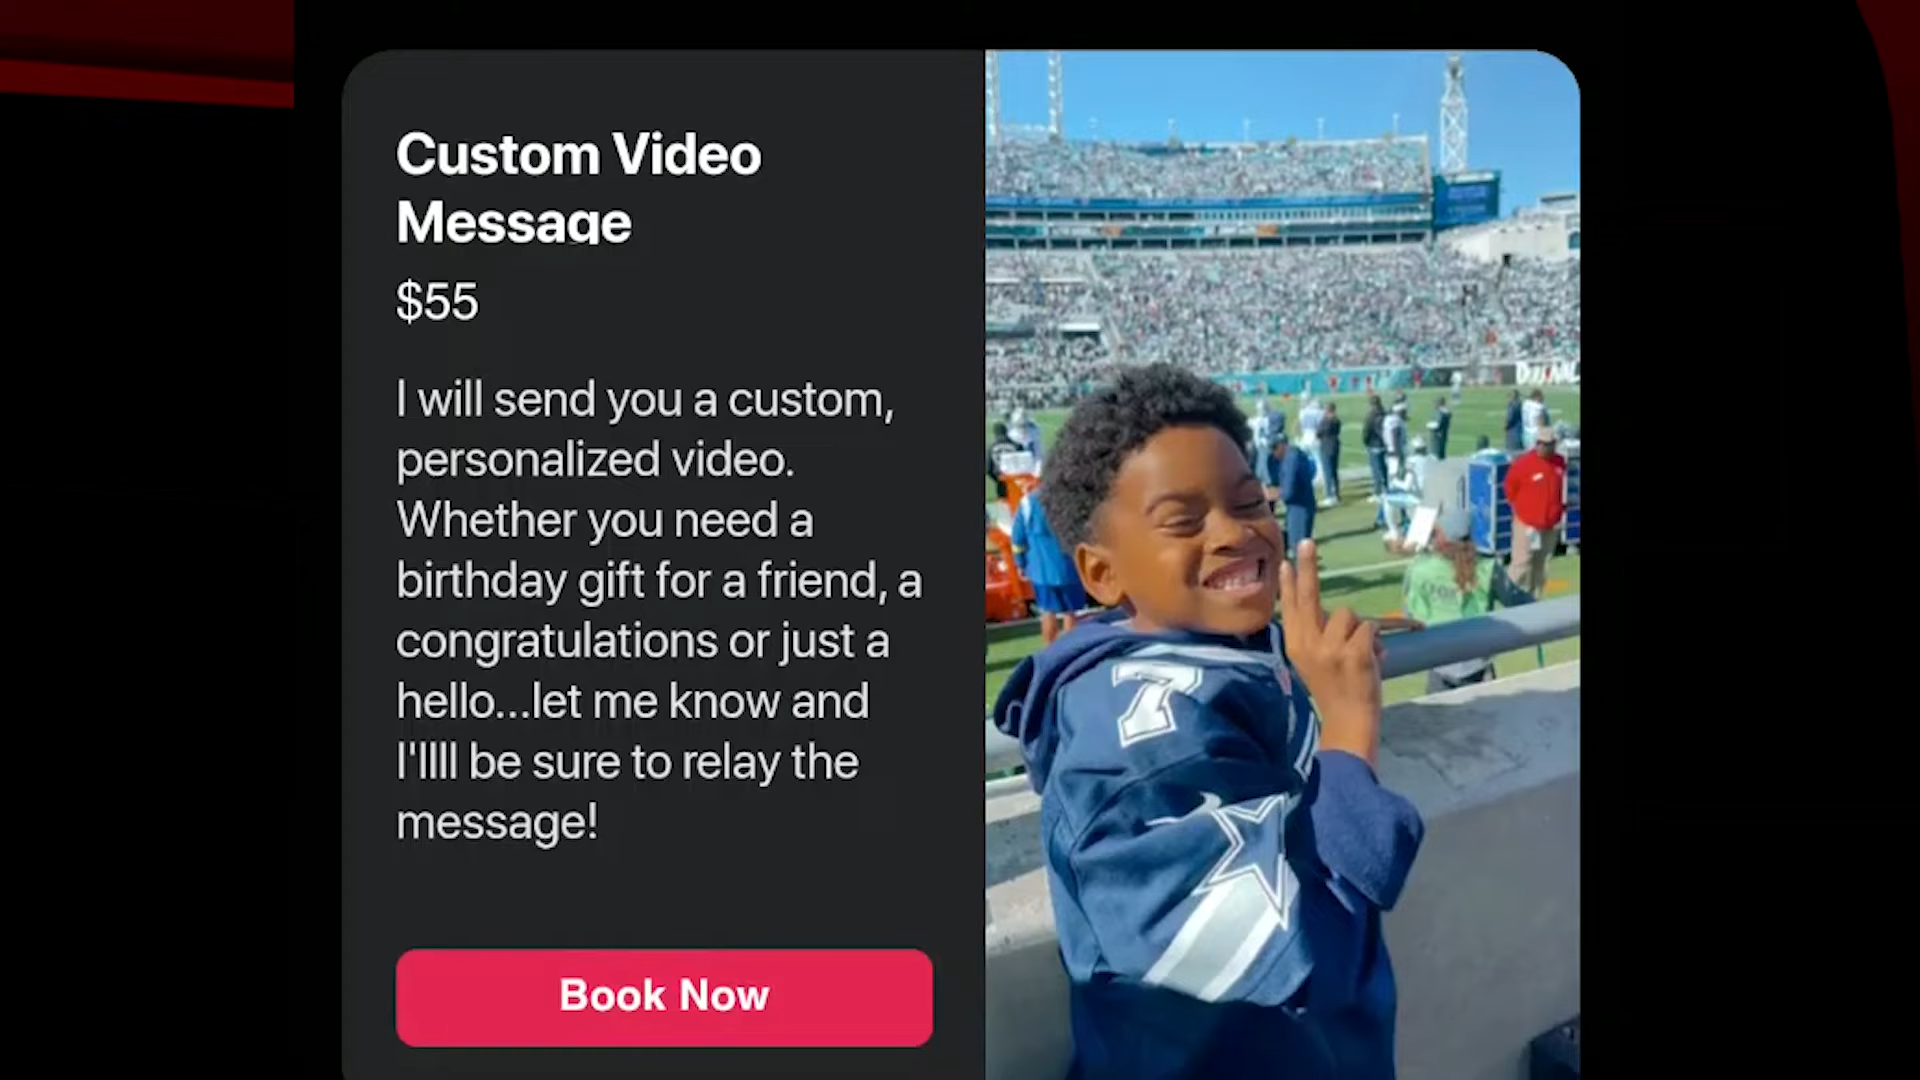 Custom Video
Message
$55
I will send you a custom,
personalized video.
Whether you need a
birthday gift for a friend, a
congratulations or just a
hello...let me know and
I'llll be sure to relay the
message!
Book Now
7